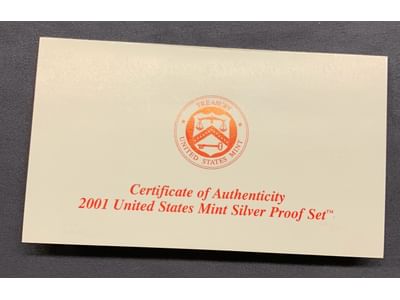 TREASURY
UNITED STATES MINT
Certificate of Authenticity
2001 United States Mint Silver Proof Set™